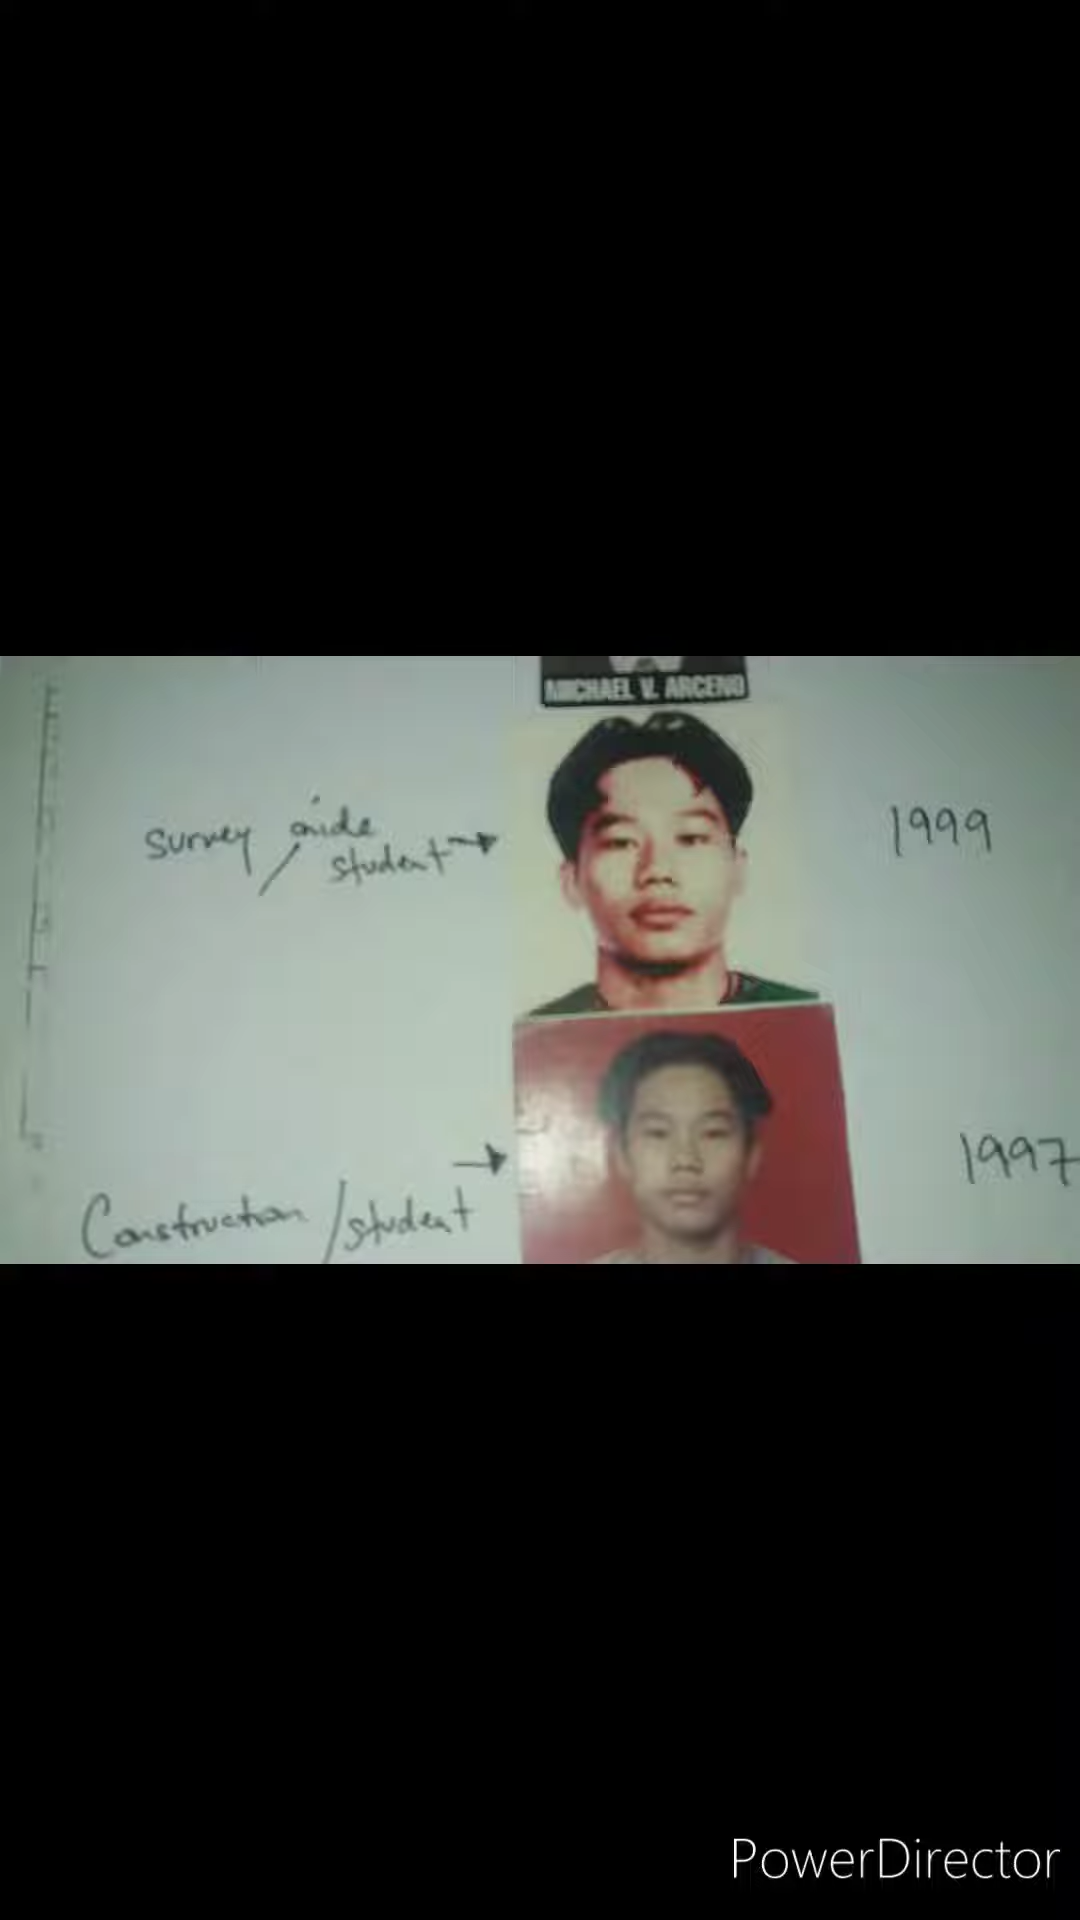 MICHAEL V. ARCENO
survey aide
/ student
1999
1997
Construction / student
PowerDirector